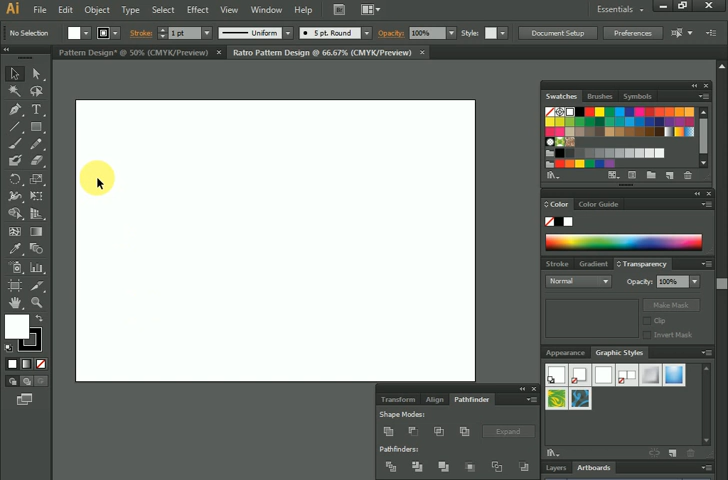 Ai File Edit Object Type Select Effect View Window Help Br Essentials
No Selection Stroke: 1 pt Uniform 5 pt. Round Opacity: 100% Style: Document Setup Preferences
Pattern Design* @ 50% (CMYK/Preview) × Ratro Pattern Design @ 66.67% (CMYK/Preview) ×
Swatches Brushes Symbols
Color Color Guide
Stroke Gradient Transparency
Normal Opacity: 100%
Make Mask
Clip
Invert Mask
Appearance Graphic Styles
Transform Align Pathfinder
Shape Modes:
Expand
Pathfinders:
Layers Artboards